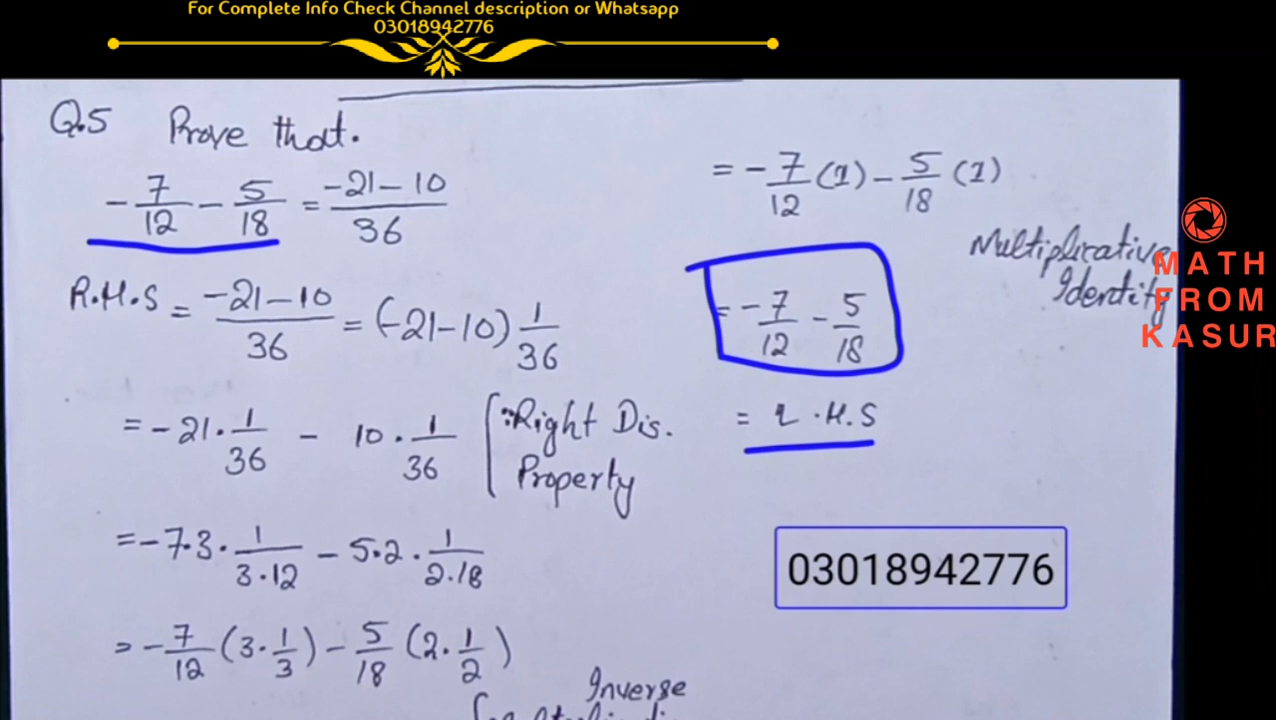 For Complete Info Check Channel description or Whatsapp
03018942776
Q.5 Prove that.
-7/12 - 5/18 = -21-10/36
R.H.S = -21-10/36 = (-21-10) 1/36
= -21 · 1/36 - 10 · 1/36 [∵Right Dis. Property
= -7·3 · 1/3·12 - 5·2 · 1/2·18
= -7/12 (3·1/3) - 5/18 (2·1/2)
Inverse
= -7/12 (1) - 5/18 (1)
Multiplicative
Identity
= -7/12 - 5/18
= L.H.S
MATH
FROM
KASUR
03018942776